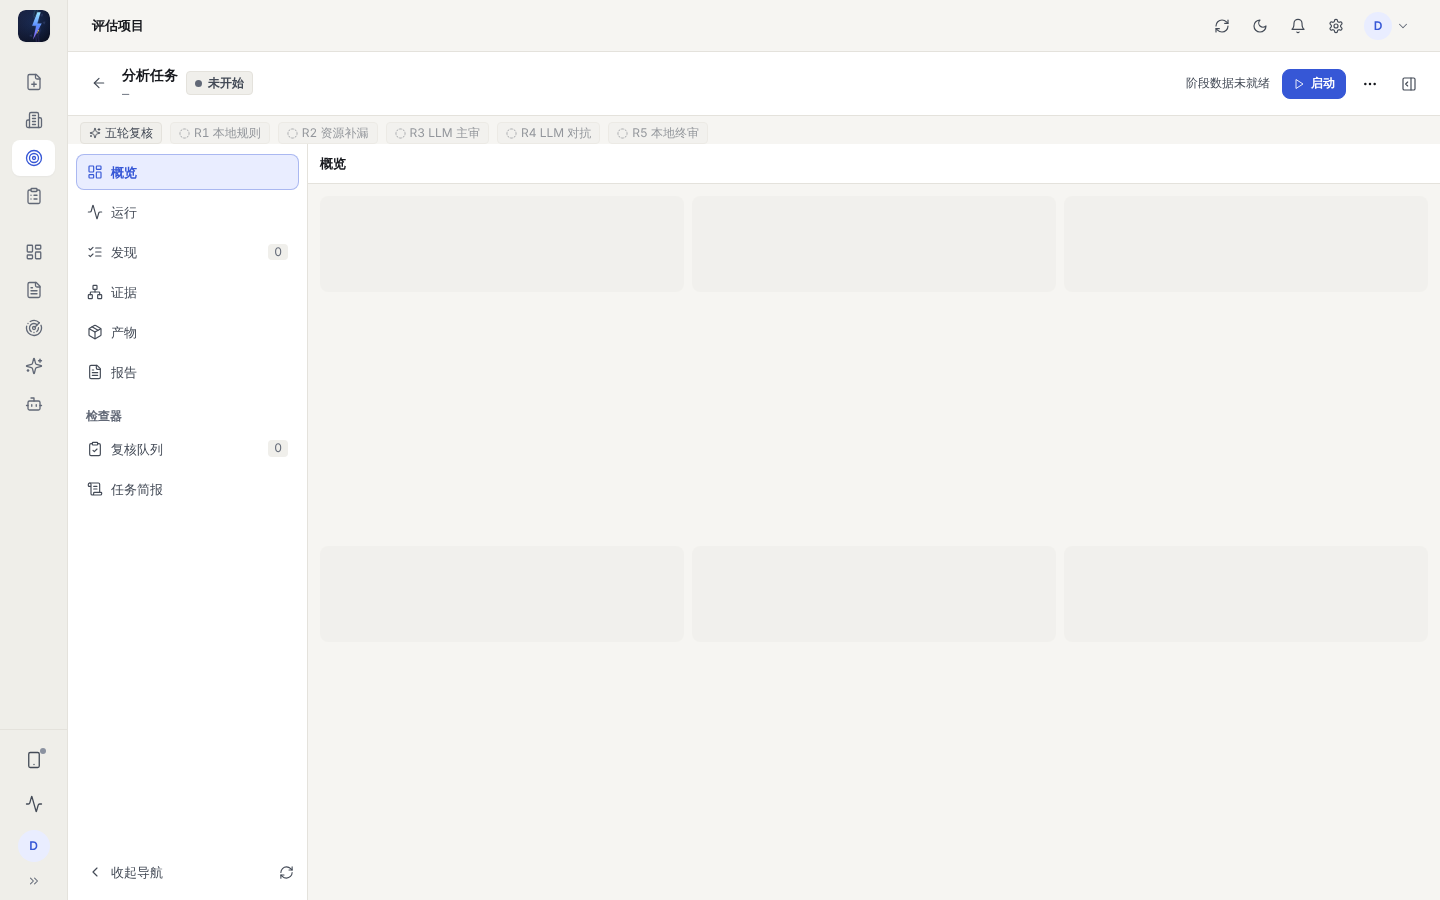 评估项目
D
分析任务
–
未开始
阶段数据未就绪
启动
五轮复核
R1 本地规则
R2 资源补漏
R3 LLM 主审
R4 LLM 对抗
R5 本地终审
概览
运行
发现
0
证据
产物
报告
检查器
复核队列
0
任务简报
收起导航
概览
D